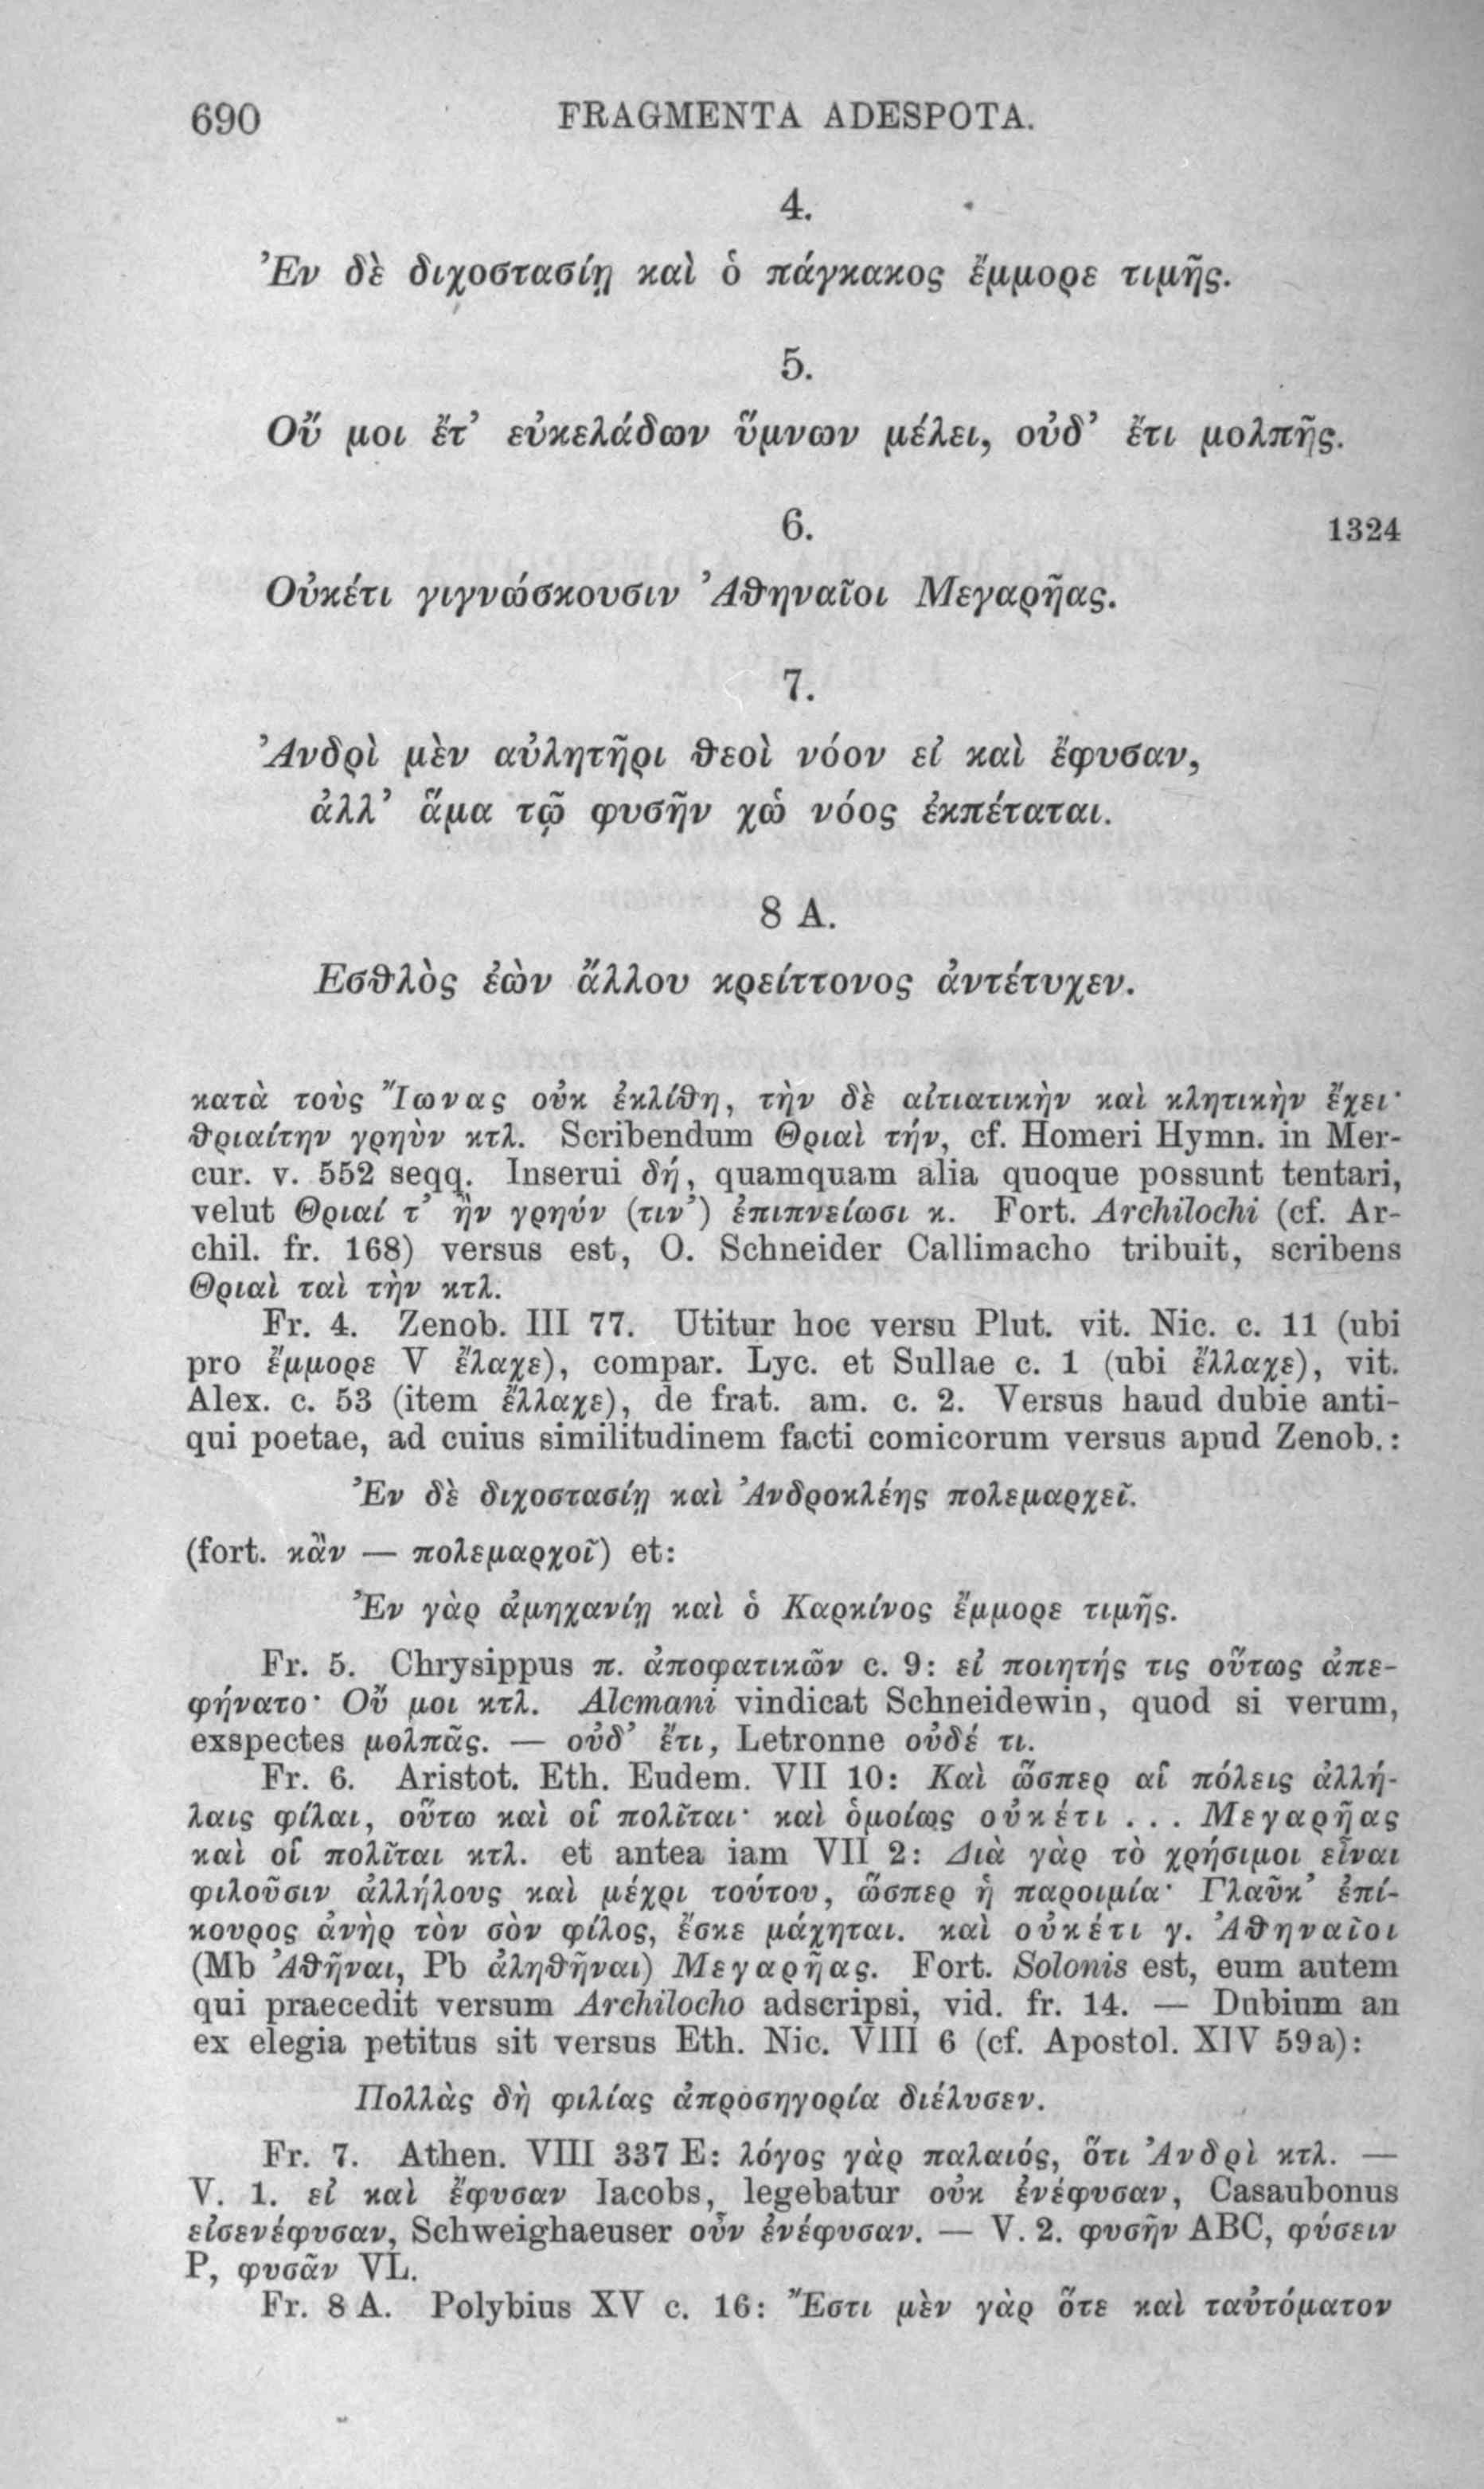 690 FRAGMENTA ADESPOTA.
4.
Ἐν δὲ διχοστασίῃ καὶ ὁ πάγκακος ἔμμορε τιμῆς.
5.
Οὔ μοι ἔτ’ εὐκελάδων ὕμνων μέλει, οὐδ’ ἔτι μολπῆς.
6. 1324
Οὐκέτι γιγνώσκουσιν Ἀθηναῖοι Μεγαρῆας.
7.
Ἀνδρὶ μὲν αὐλητῆρι θεοὶ νόον εἰ καὶ ἔφυσαν,
ἀλλ’ ἅμα τῷ φυσῆν χὠ νόος ἐκπέταται.
8 A.
Εσθλὸς ἐὼν ἄλλου κρείττονος ἀντέτυχεν.
κατὰ τοὺς Ἴωνας οὐκ ἐκλίθη, τὴν δὲ αἰτιατικὴν καὶ κλητικὴν ἔχει·
θριαίτην γρηὺν κτλ. Scribendum Θριαὶ τήν, cf. Homeri Hymn. in Mer-
cur. v. 552 seqq. Inserui δή, quamquam alia quoque possunt tentari,
velut Θριαί τ’ ἣν γρηύν (τιν’) ἐπιπνείωσι κ. Fort. Archilochi (cf. Ar-
chil. fr. 168) versus est, O. Schneider Callimacho tribuit, scribens
Θριαὶ ταὶ τὴν κτλ.
Fr. 4. Zenob. III 77. Utitur hoc versu Plut. vit. Nic. c. 11 (ubi
pro ἔμμορε V ἔλαχε), compar. Lyc. et Sullae c. 1 (ubi ἔλλαχε), vit.
Alex. c. 53 (item ἔλλαχε), de frat. am. c. 2. Versus haud dubie anti-
qui poetae, ad cuius similitudinem facti comicorum versus apud Zenob.:
Ἐν δὲ διχοστασίῃ καὶ Ἀνδροκλέης πολεμαρχεῖ.
(fort. κἂν — πολεμαρχοῖ) et:
Ἐν γὰρ ἀμηχανίῃ καὶ ὁ Καρκίνος ἔμμορε τιμῆς.
Fr. 5. Chrysippus π. ἀποφατικῶν c. 9: εἰ ποιητής τις οὕτως ἀπε-
φήνατο· Οὔ μοι κτλ. Alcmani vindicat Schneidewin, quod si verum,
exspectes μολπᾶς. — οὐδ’ ἔτι, Letronne οὐδέ τι.
Fr. 6. Aristot. Eth. Eudem. VII 10: Καὶ ὥσπερ αἱ πόλεις ἀλλή-
λαις φίλαι, οὕτω καὶ οἱ πολῖται· καὶ ὁμοίως οὐκέτι ... Μεγαρῆας
καὶ οἱ πολῖται κτλ. et antea iam VII 2: Διὰ γὰρ τὸ χρήσιμοι εἶναι
φιλοῦσιν ἀλλήλους καὶ μέχρι τούτου, ὥσπερ ἡ παροιμία· Γλαῦκ’ ἐπί-
κουρος ἀνὴρ τὸν σὸν φίλος, ἔσκε μάχηται. καὶ οὐκέτι γ. Ἀθηναῖοι
(Mb Ἀθῆναι, Pb ἀληθῆναι) Μεγαρῆας. Fort. Solonis est, eum autem
qui praecedit versum Archilocho adscripsi, vid. fr. 14. — Dubium an
ex elegia petitus sit versus Eth. Nic. VIII 6 (cf. Apostol. XIV 59a):
Πολλὰς δὴ φιλίας ἀπροσηγορία διέλυσεν.
Fr. 7. Athen. VIII 337 E: λόγος γὰρ παλαιός, ὅτι Ἀνδρὶ κτλ. —
V. 1. εἰ καὶ ἔφυσαν Iacobs, legebatur οὐκ ἐνέφυσαν, Casaubonus
εἰσενέφυσαν, Schweighaeuser οὖν ἐνέφυσαν. — V. 2. φυσῆν ABC, φύσειν
P, φυσᾶν VL.
Fr. 8 A. Polybius XV c. 16: Ἔστι μὲν γὰρ ὅτε καὶ ταὐτόματον